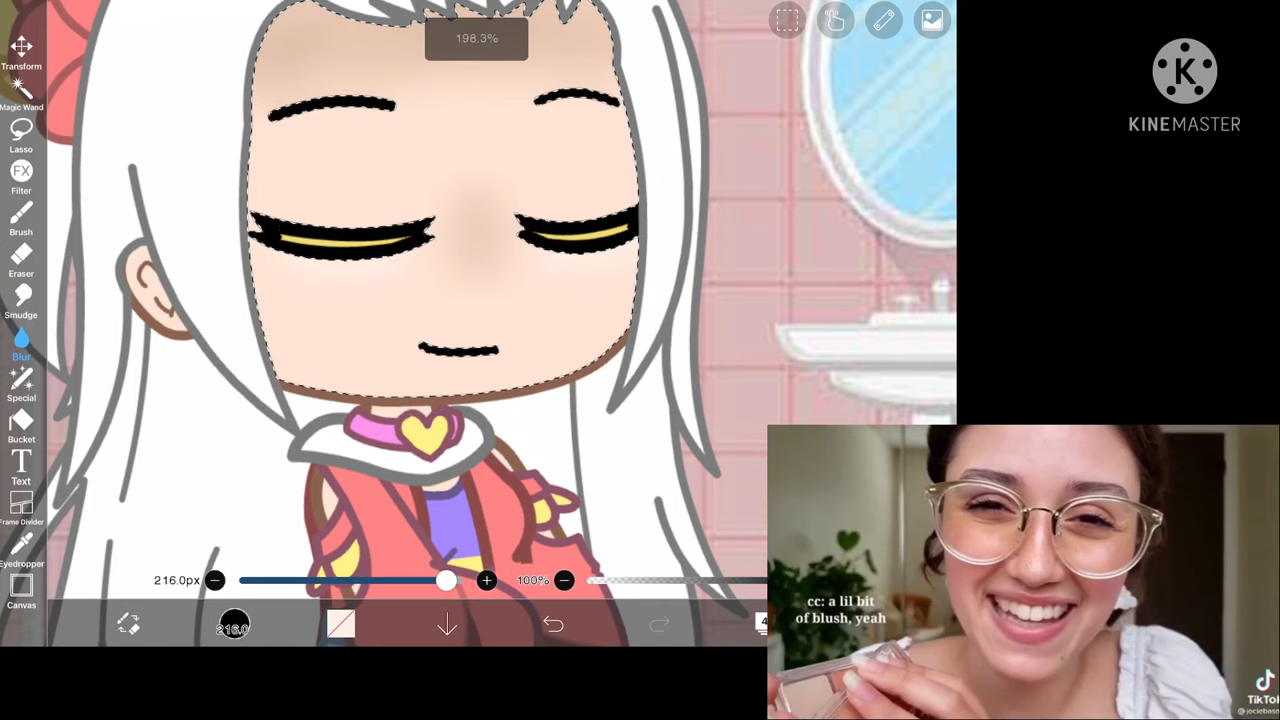 198.3%
K
KINEMASTER
Transform
Magic Wand
Lasso
FX
Filter
Brush
Eraser
Smudge
Blur
Special
Bucket
T
Text
Frame Divider
Eyedropper
Canvas
216.0px
100%
216.0
4
cc: a lil bit
of blush, yeah
TikTok